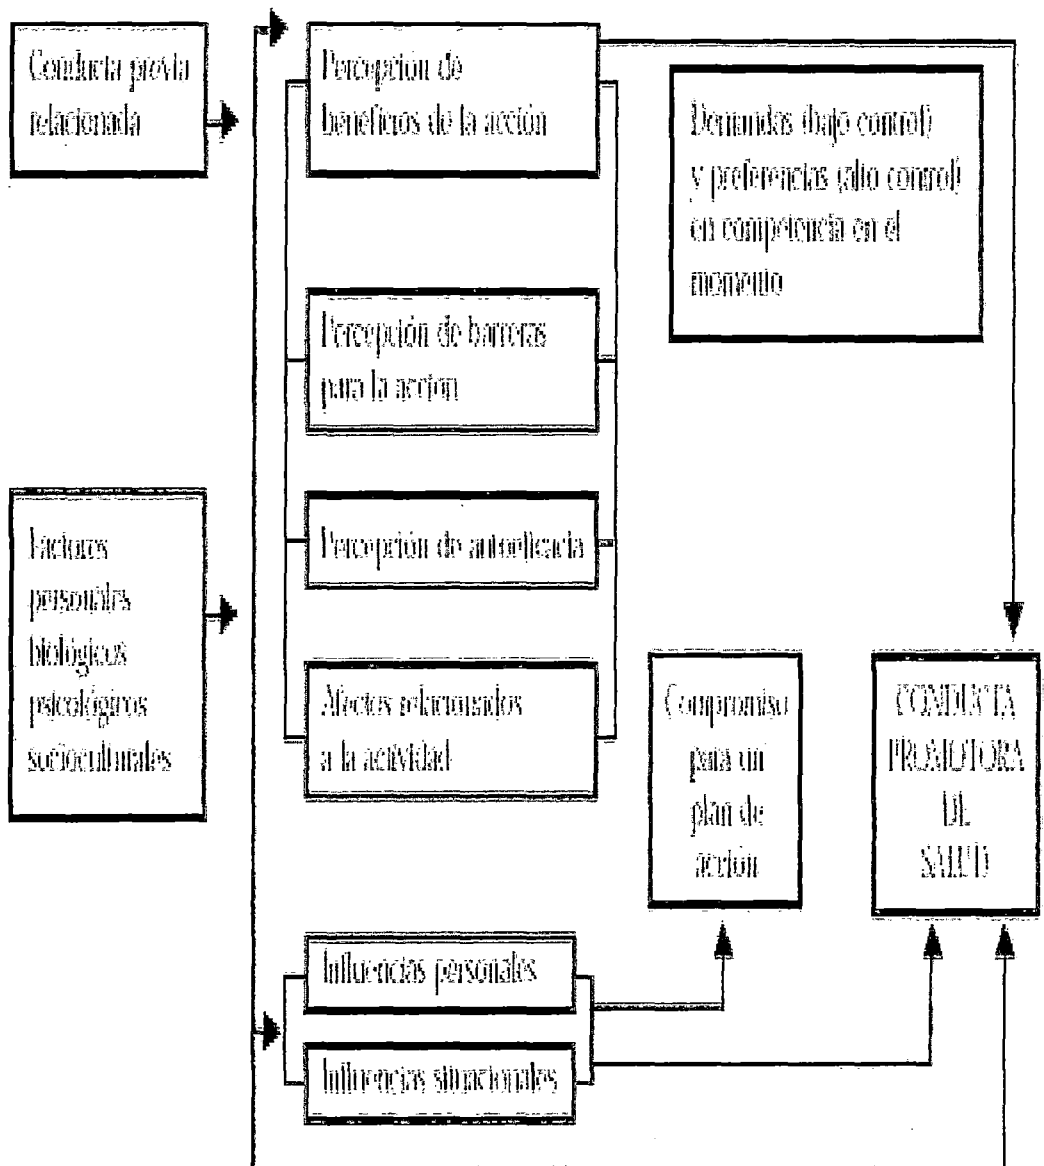 Conducta previa
relacionada
Percepción de
beneficios de la acción
Demandas (bajo control)
y preferencias (alto control)
en competencia en el
momento
Percepción de barreras
para la acción
Factores
personales
biológicos
psicológicos
socioculturales
Percepción de autoeficacia
Afectos relacionados
a la actividad
Compromiso
para un
plan de
acción
CONDUCTA
PROMOTORA
DE
SALUD
Influencias personales
Influencias situacionales